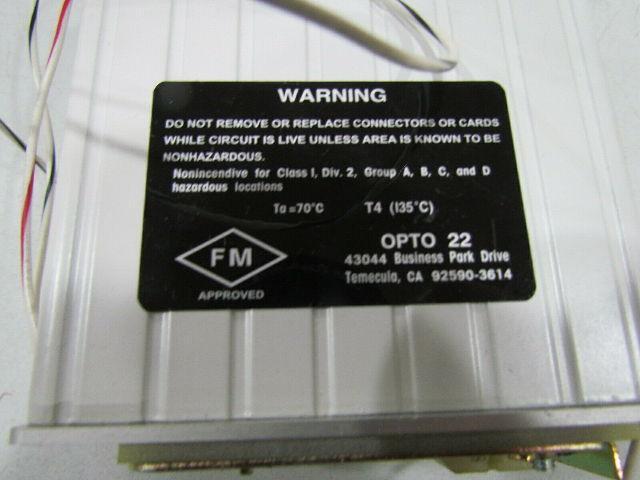 WARNING
DO NOT REMOVE OR REPLACE CONNECTORS OR CARDS
WHILE CIRCUIT IS LIVE UNLESS AREA IS KNOWN TO BE
NONHAZARDOUS.
Nonincendive for Class I, Div. 2, Group A, B, C, and D
hazardous locations
Ta=70°C T4 (135°C)
FM
APPROVED
OPTO 22
43044 Business Park Drive
Temecula, CA 92590-3614